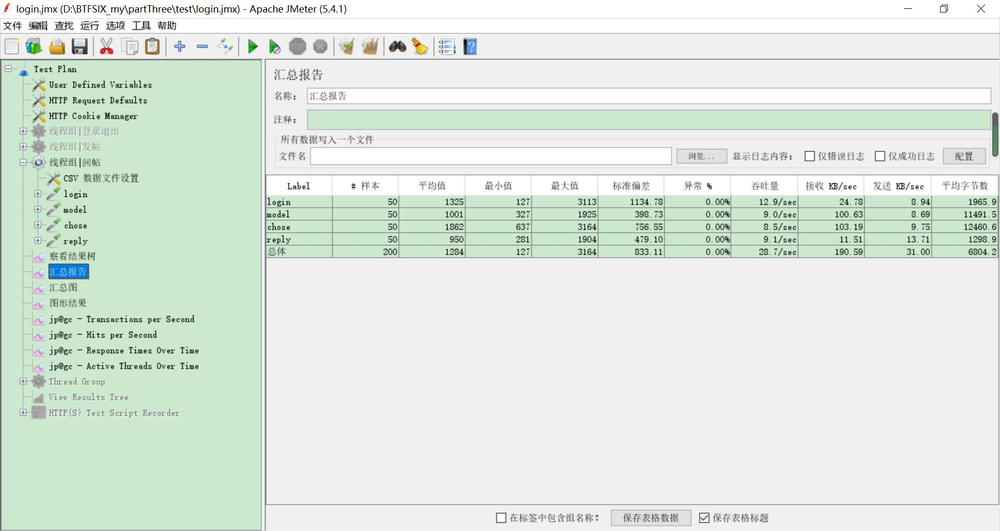 login.jmx (D:\BTFSIX_my\partThree\test\login.jmx) - Apache JMeter (5.4.1)
文件 编辑 查找 运行 选项 工具 帮助
STOP
Test Plan
User Defined Variables
HTTP Request Defaults
HTTP Cookie Manager
线程组|登录退出
线程组|发帖
线程组|回帖
CSV 数据文件设置
login
model
chose
reply
察看结果树
汇总报告
汇总图
图形结果
jp@gc - Transactions per Second
jp@gc - Hits per Second
jp@gc - Response Times Over Time
jp@gc - Active Threads Over Time
Thread Group
View Results Tree
HTTP(S) Test Script Recorder
汇总报告
名称： 汇总报告
注释：
所有数据写入一个文件
文件名 浏览... 显示日志内容： 仅错误日志 仅成功日志 配置
Label # 样本 平均值 最小值 最大值 标准偏差 异常 % 吞吐量 接收 KB/sec 发送 KB/sec 平均字节数
login 50 1325 127 3113 1134.78 0.00% 12.9/sec 24.78 8.94 1965.9
model 50 1001 327 1925 398.73 0.00% 9.0/sec 100.63 8.69 11491.5
chose 50 1862 637 3164 756.55 0.00% 8.5/sec 103.19 9.75 12460.6
reply 50 950 281 1904 479.10 0.00% 9.1/sec 11.51 13.71 1298.9
总体 200 1284 127 3164 833.11 0.00% 28.7/sec 190.59 31.00 6804.2
在标签中包含组名称? 保存表格数据 保存表格标题